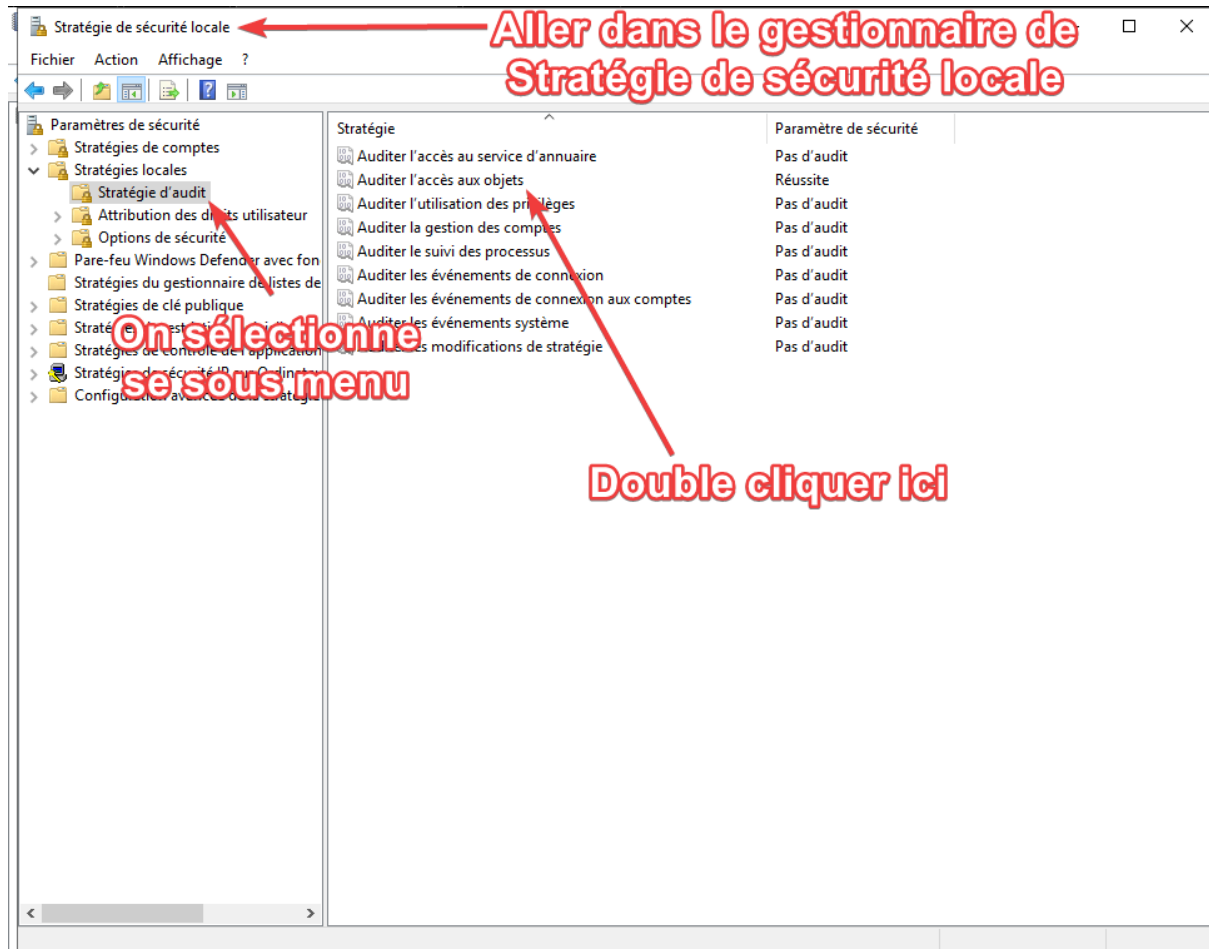 Stratégie de sécurité locale
Aller dans le gestionnaire de
Stratégie de sécurité locale
Fichier Action Affichage ?
Paramètres de sécurité
Stratégies de comptes
Stratégies locales
Stratégie d'audit
Attribution des droits utilisateur
Options de sécurité
Pare-feu Windows Defender avec fon
Stratégies du gestionnaire de listes de
Stratégies de clé publique
Stratégies de contrôle de l'application
Stratégies de sécurité IP sur Ordinateu
Configuration avancée de la stratégie
On sélectionne
se sous menu
Stratégie Paramètre de sécurité
Auditer l'accès au service d'annuaire Pas d'audit
Auditer l'accès aux objets Réussite
Auditer l'utilisation des privilèges Pas d'audit
Auditer la gestion des comptes Pas d'audit
Auditer le suivi des processus Pas d'audit
Auditer les événements de connexion Pas d'audit
Auditer les événements de connexion aux comptes Pas d'audit
Auditer les événements système Pas d'audit
Auditer les modifications de stratégie Pas d'audit
Double cliquer ici